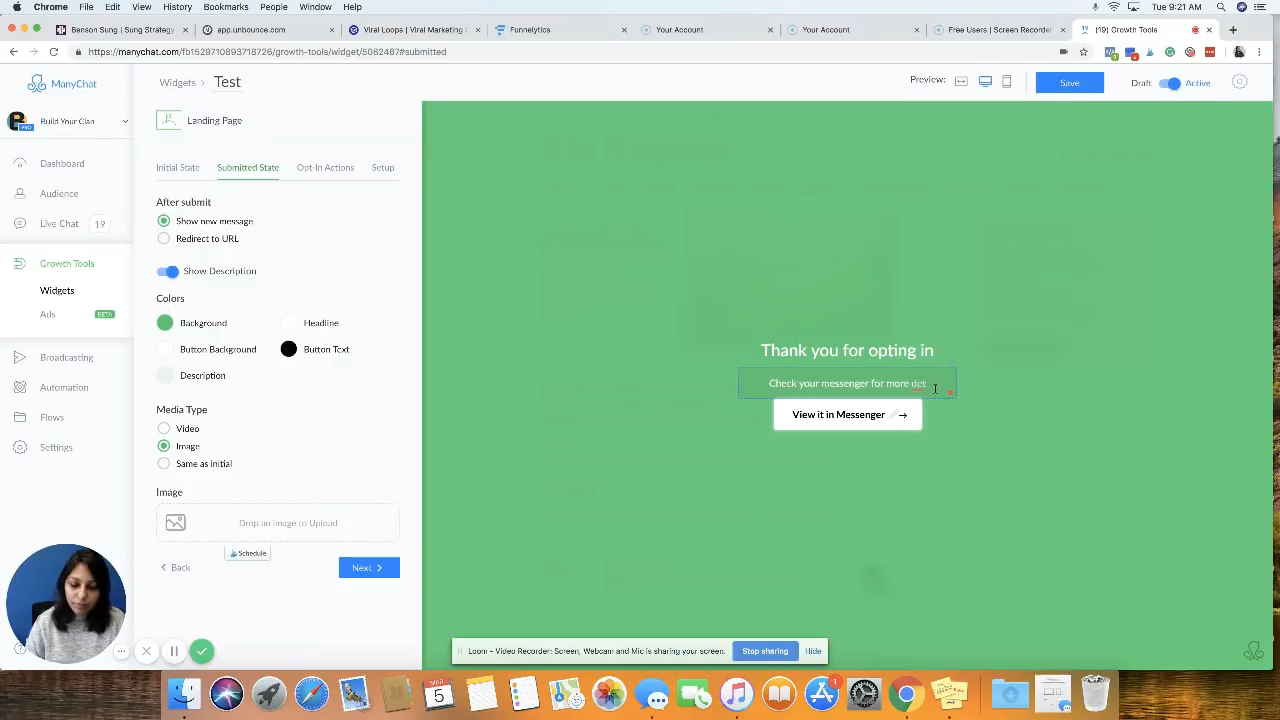 Chrome File Edit View History Bookmarks People Window Help
Tue 9:21 AM
Benson Sung | Sung Strategy
app.unbounce.com
Ideas Lab | Viral Marketing
Funnelytics
Your Account
Your Account
Free Users | Screen Recorder
(19) Growth Tools
https://manychat.com/fb152971089371872​5/growth-tools/widget/5082487#submitted
ManyChat
Widgets
Test
Preview:
Save
Draft
Active
Build Your Clan
PRO
Landing Page
Dashboard
Audience
Live Chat
19
Growth Tools
Widgets
Ads
BETA
Broadcasting
Automation
Flows
Settings
Initial State
Submitted State
Opt-In Actions
Setup
After submit
Show new message
Redirect to URL
Show Description
Colors
Background
Headline
Button Background
Button Text
Description
Media Type
Video
Image
Same as initial
Image
Drop an image to Upload
Schedule
Back
Next
Thank you for opting in
Check your messenger for more det
View it in Messenger
Loom – Video Recorder: Screen, Webcam and Mic is sharing your screen.
Stop sharing
Hide
MAR
5
1